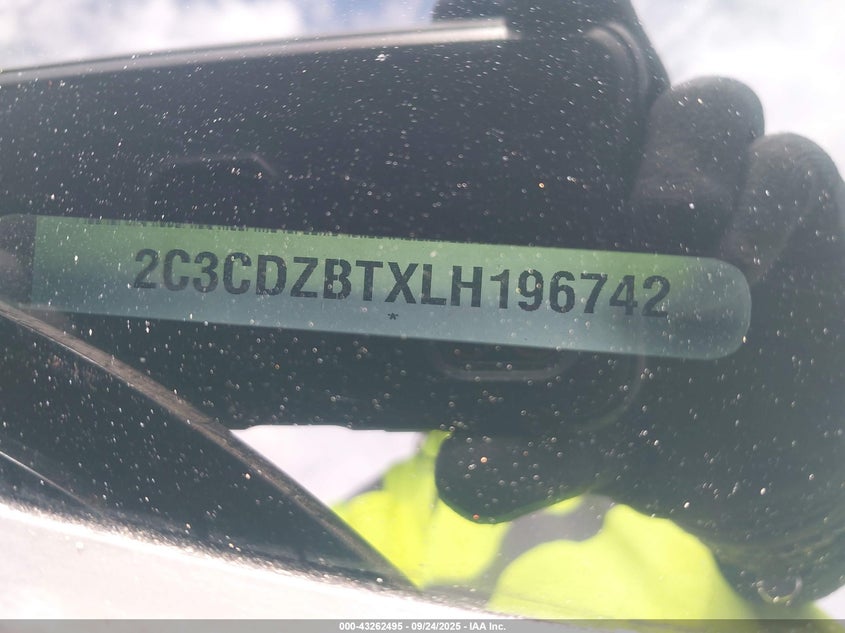 2C3CDZBTXLH196742
*
000-43262495 - 09/24/2025 - IAA Inc.